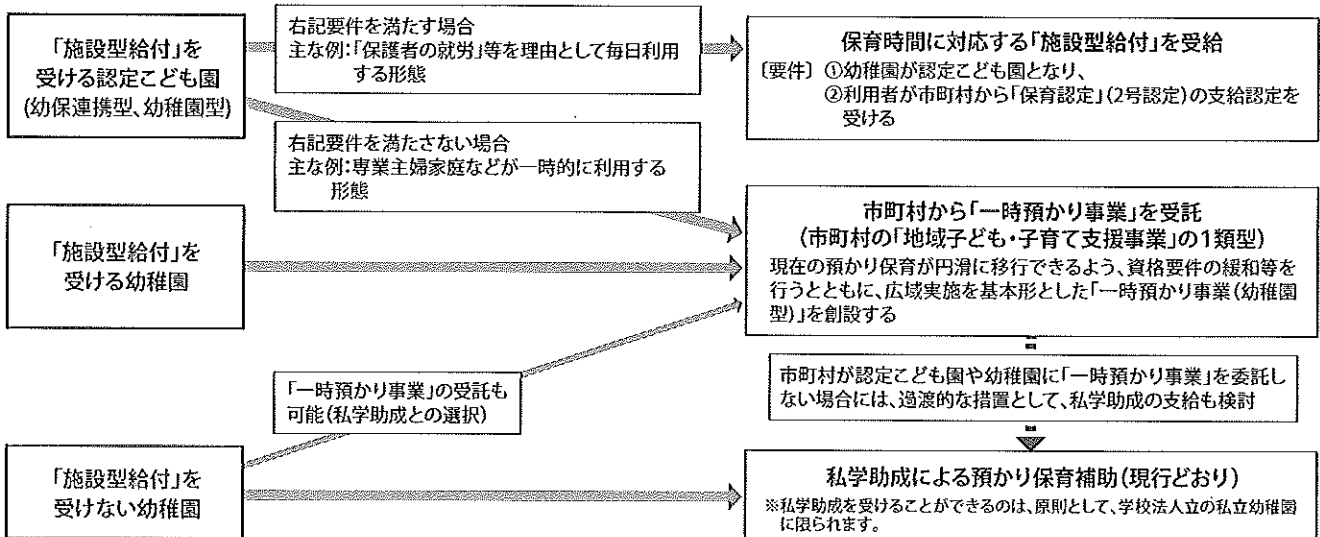 「施設型給付」を
受ける認定こども園
(幼保連携型、幼稚園型)
右記要件を満たす場合
主な例:「保護者の就労」等を理由として毎日利用
する形態
保育時間に対応する「施設型給付」を受給
〔要件〕 ①幼稚園が認定こども園となり、
②利用者が市町村から「保育認定」(2号認定)の支給認定を
受ける
右記要件を満たさない場合
主な例:専業主婦家庭などが一時的に利用する
形態
「施設型給付」を
受ける幼稚園
市町村から「一時預かり事業」を受託
(市町村の「地域子ども・子育て支援事業」の1類型)
現在の預かり保育が円滑に移行できるよう、資格要件の緩和等を
行うとともに、広域実施を基本形とした「一時預かり事業(幼稚園
型)」を創設する
「一時預かり事業」の受託も
可能(私学助成との選択)
市町村が認定こども園や幼稚園に「一時預かり事業」を委託し
ない場合には、過渡的な措置として、私学助成の支給も検討
「施設型給付」を
受けない幼稚園
私学助成による預かり保育補助(現行どおり)
※私学助成を受けることができるのは、原則として、学校法人立の私立幼稚園
に限られます。